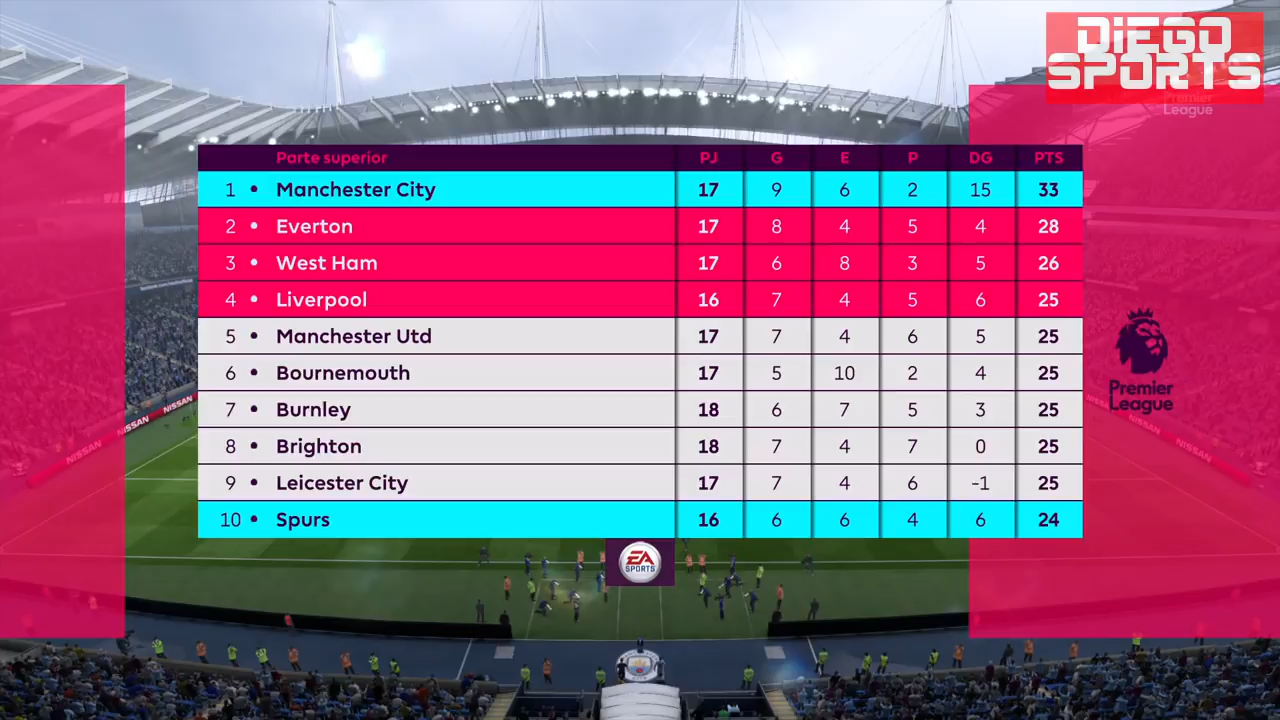 DiEGO
SPORTS
Premier
League
Parte superior PJ G E P DG PTS
1 • Manchester City 17 9 6 2 15 33
2 • Everton 17 8 4 5 4 28
3 • West Ham 17 6 8 3 5 26
4 • Liverpool 16 7 4 5 6 25
5 • Manchester Utd 17 7 4 6 5 25
6 • Bournemouth 17 5 10 2 4 25
7 • Burnley 18 6 7 5 3 25
8 • Brighton 18 7 4 7 0 25
9 • Leicester City 17 7 4 6 -1 25
10 • Spurs 16 6 6 4 6 24
Premier
League
NISSAN
NISSAN
NISSAN
NISSAN
NISSAN
EA
SPORTS